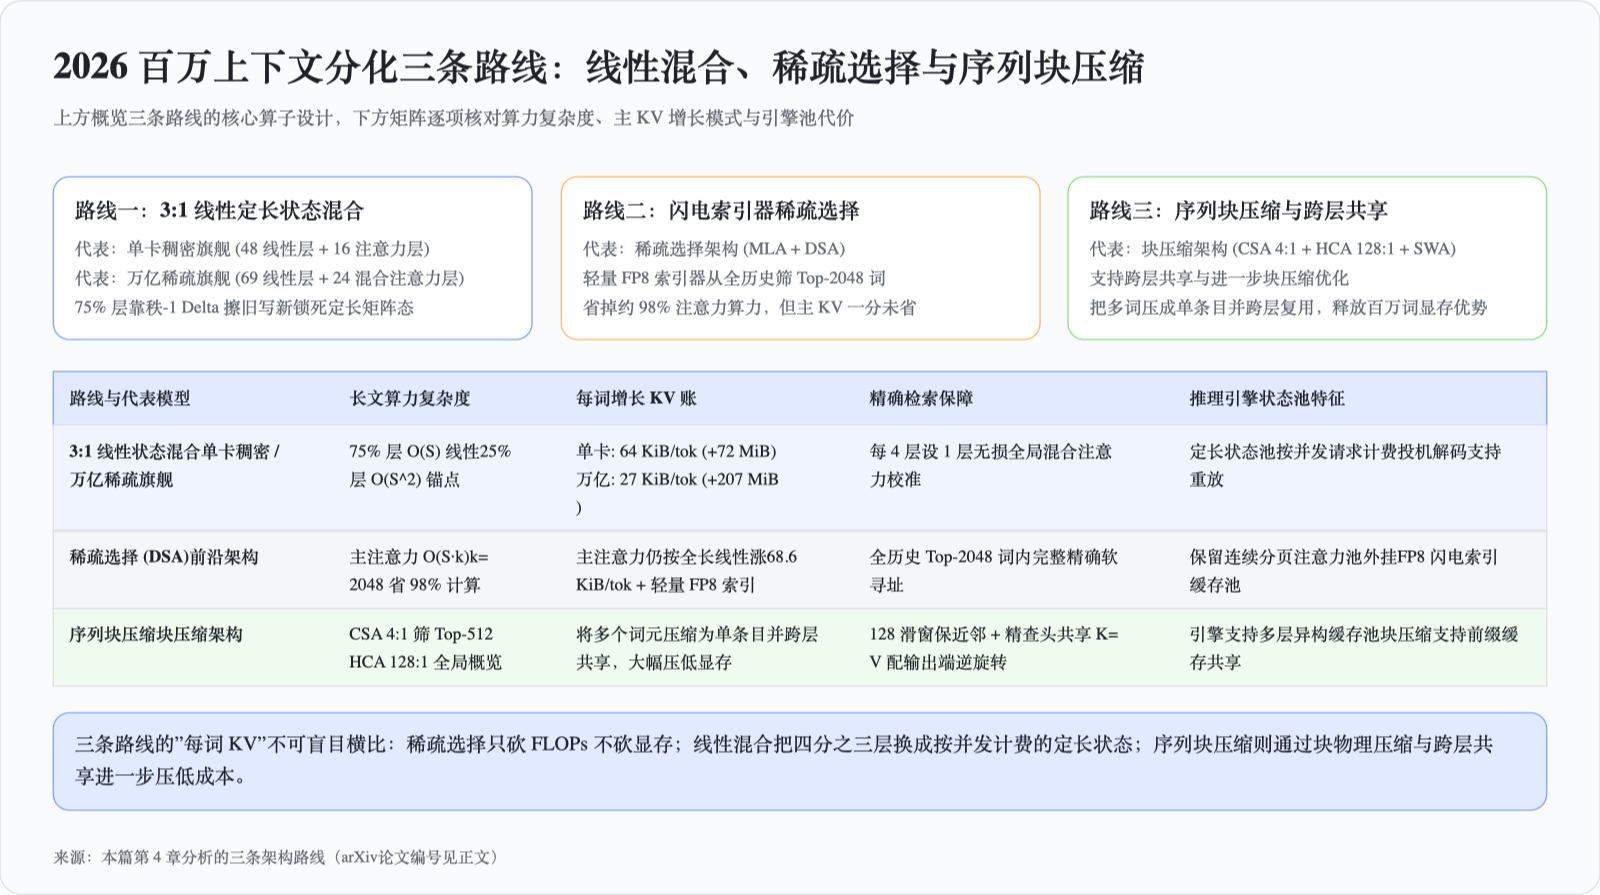 2026 百万上下文分化三条路线：线性混合、稀疏选择与序列块压缩
上方概览三条路线的核心算子设计，下方矩阵逐项核对算力复杂度、主 KV 增长模式与引擎池代价
路线一：3:1 线性定长状态混合
代表：单卡稠密旗舰 (48 线性层 + 16 注意力层)
代表：万亿稀疏旗舰 (69 线性层 + 24 混合注意力层)
75% 层靠秩-1 Delta 擦旧写新锁死定长矩阵态
路线二：闪电索引器稀疏选择
代表：稀疏选择架构 (MLA + DSA)
轻量 FP8 索引器从全历史筛 Top-2048 词
省掉约 98% 注意力算力，但主 KV 一分未省
路线三：序列块压缩与跨层共享
代表：块压缩架构 (CSA 4:1 + HCA 128:1 + SWA)
支持跨层共享与进一步块压缩优化
把多词压成单条目并跨层复用，释放百万词显存优势
路线与代表模型
长文算力复杂度
每词增长 KV 账
精确检索保障
推理引擎状态池特征
3:1 线性状态混合单卡稠密 /
万亿稀疏旗舰
75% 层 O(S) 线性25%
层 O(S^2) 锚点
单卡: 64 KiB/tok (+72 MiB)
万亿: 27 KiB/tok (+207 MiB
)
每 4 层设 1 层无损全局混合注意
力校准
定长状态池按并发请求计费投机解码支持
重放
稀疏选择 (DSA)前沿架构
主注意力 O(S·k)k=
2048 省 98% 计算
主注意力仍按全长线性涨68.6
KiB/tok + 轻量 FP8 索引
全历史 Top-2048 词内完整精确软
寻址
保留连续分页注意力池外挂FP8 闪电索引
缓存池
序列块压缩块压缩架构
CSA 4:1 筛 Top-512
HCA 128:1 全局概览
将多个词元压缩为单条目并跨层
共享，大幅压低显存
128 滑窗保近邻 + 精查头共享 K=
V 配输出端逆旋转
引擎支持多层异构缓存池块压缩支持前缀缓
存共享
三条路线的”每词 KV”不可盲目横比：稀疏选择只砍 FLOPs 不砍显存；线性混合把四分之三层换成按并发计费的定长状态；序列块压缩则通过块物理压缩与跨层共
享进一步压低成本。
来源：本篇第 4 章分析的三条架构路线（arXiv论文编号见正文）